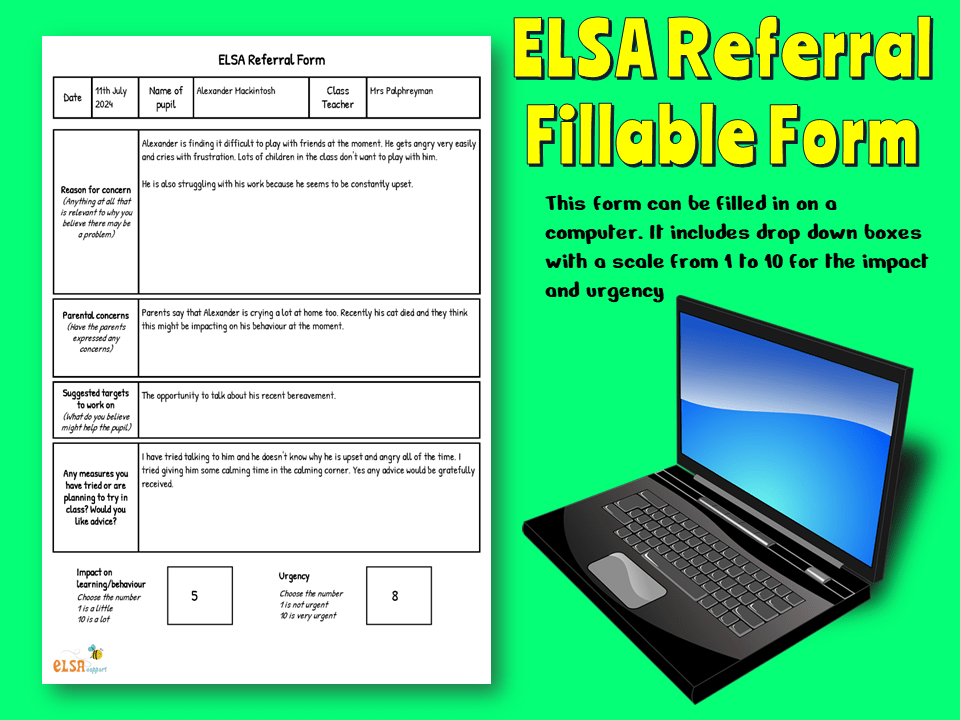 ELSA Referral Form
Date
11th July
2024
Name of
pupil
Alexander Mackintosh
Class
Teacher
Mrs Palphreyman
Reason for concern
(Anything at all that
is relevant to why you
believe there may be
a problem)
Alexander is finding it difficult to play with friends at the moment. He gets angry very easily
and cries with frustration. Lots of children in the class don't want to play with him.
He is also struggling with his work because he seems to be constantly upset.
Parental concerns
(Have the parents
expressed any
concerns)
Parents say that Alexander is crying a lot at home too. Recently his cat died and they think
this might be impacting on his behaviour at the moment.
Suggested targets
to work on
(What do you believe
might help the pupil)
The opportunity to talk about his recent bereavement.
Any measures you
have tried or are
planning to try in
class? Would you
like advice?
I have tried talking to him and he doesn't know why he is upset and angry all of the time. I
tried giving him some calming time in the calming corner. Yes any advice would be gratefully
received.
Impact on
learning/behaviour
Choose the number
1 is a little
10 is a lot
5
Urgency
Choose the number
1 is not urgent
10 is very urgent
8
ELSA support
ELSA Referral
Fillable Form
This form can be filled in on a
computer. It includes drop down boxes
with a scale from 1 to 10 for the impact
and urgency